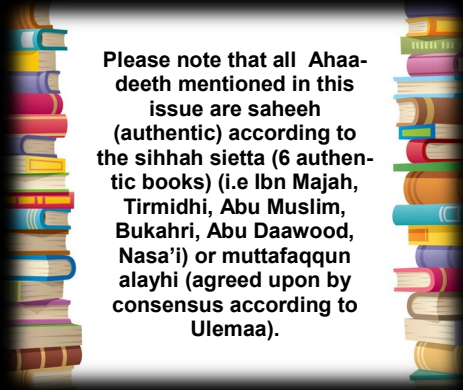 Please note that all Ahaa-
deeth mentioned in this
issue are saheeh
(authentic) according to
the sihhah sietta (6 authen-
tic books) (i.e Ibn Majah,
Tirmidhi, Abu Muslim,
Bukahri, Abu Daawood,
Nasa’i) or muttafaqqun
alayhi (agreed upon by
consensus according to
Ulemaa).